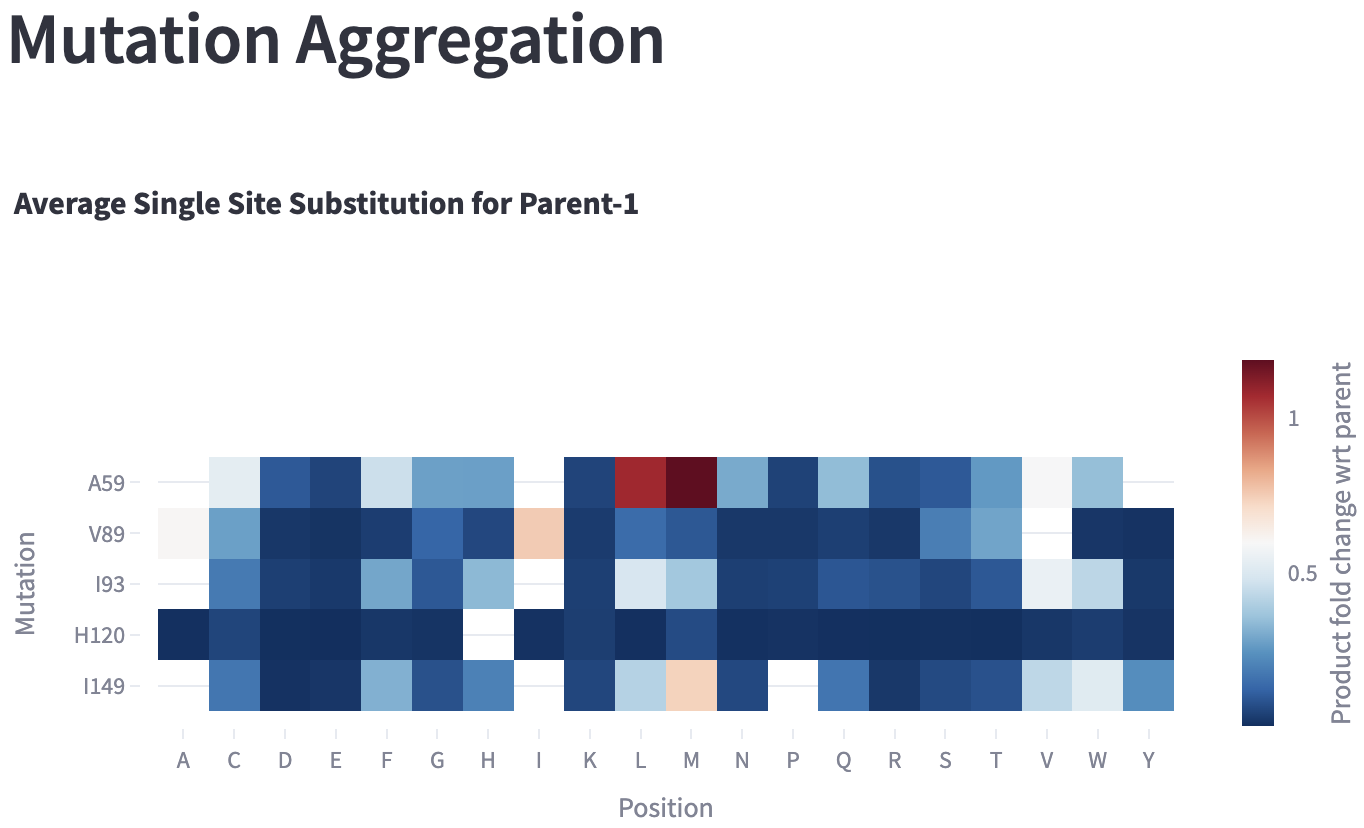 Mutation Aggregation
Average Single Site Substitution for Parent-1
A59
V89
I93
H120
I149
Mutation
A C D E F G H I K L M N P Q R S T V W Y
Position
1
0.5
Product fold change wrt parent